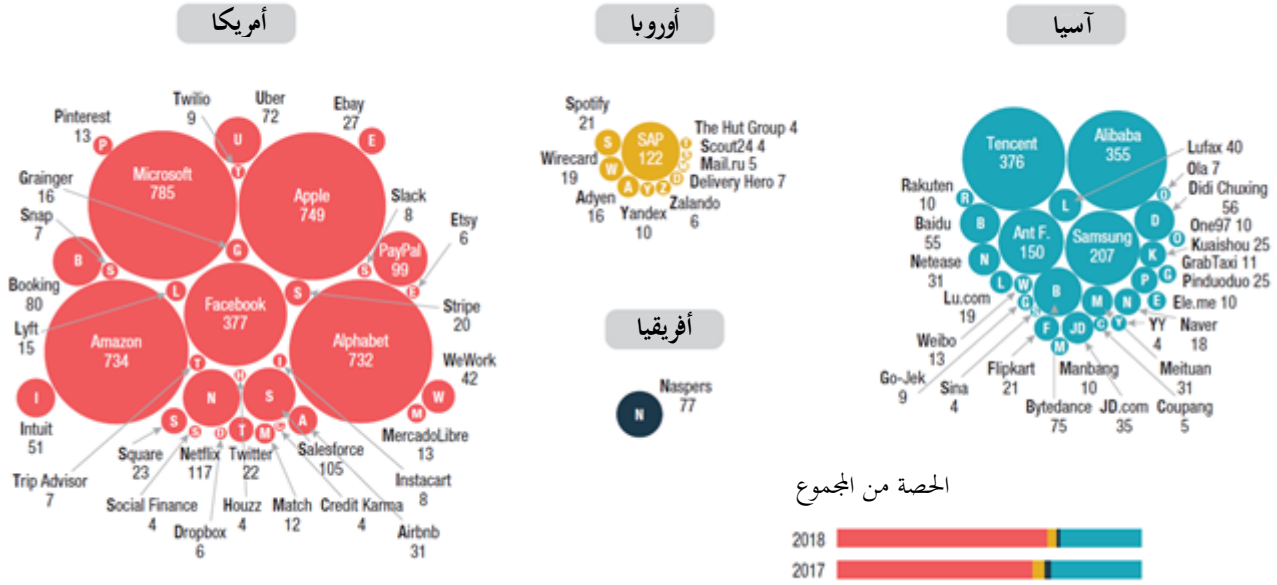 أمريكا
أوروبا
آسيا
Pinterest
13
P
Twilio
9
T
Uber
72
U
Ebay
27
E
Microsoft
785
Apple
749
Grainger
16
G
Snap
7
S
Slack
8
S
Etsy
6
E
PayPal
99
Booking
80
B
Lyft
15
L
Facebook
377
Stripe
20
S
Amazon
734
Alphabet
732
WeWork
42
W
MercadoLibre
13
M
Intuit
51
I
Trip Advisor
7
T
Square
23
S
Social Finance
4
S
Netflix
117
N
Dropbox
6
D
Houzz
4
H
Twitter
22
T
Match
12
M
Salesforce
105
S
Credit Karma
4
C
Airbnb
31
A
Instacart
8
I
Spotify
21
S
SAP
122
Wirecard
19
W
Adyen
16
A
Yandex
10
Y
Zalando
6
Z
The Hut Group 4
Scout24 4
Mail.ru 5
Delivery Hero 7
D
أفريقيا
Naspers
77
N
Tencent
376
Alibaba
355
Lufax 40
L
Ola 7
O
Didi Chuxing
56
D
One97 10
O
Kuaishou 25
K
GrabTaxi 11
G
Pinduoduo 25
P
Ele.me 10
E
Rakuten
10
R
Baidu
55
B
Ant F.
150
Samsung
207
Netease
31
N
Lu.com
19
L
Weibo
13
W
Go-Jek
9
G
Sina
4
Flipkart
21
F
Manbang
10
M
Bytedance
75
B
JD.com
35
JD
Coupang
5
C
Meituan
31
M
YY
4
Y
Naver
18
N
الحصة من المجموع
2018
2017